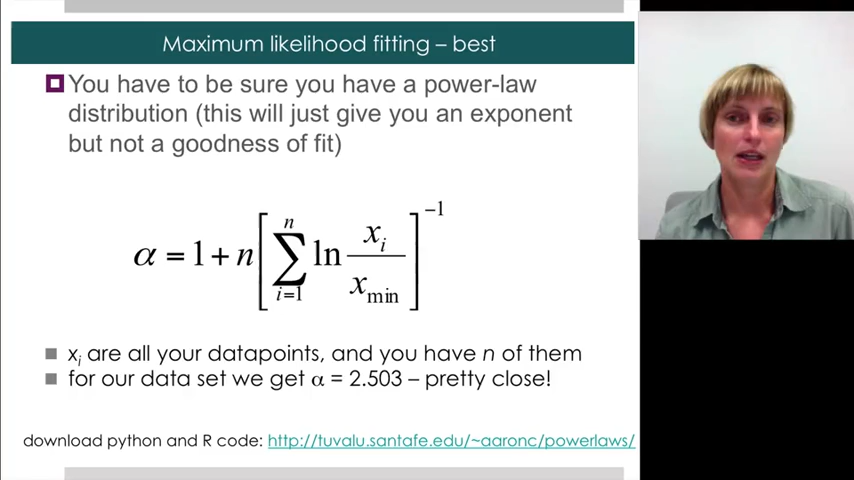 Maximum likelihood fitting – best
You have to be sure you have a power-law
distribution (this will just give you an exponent
but not a goodness of fit)
α = 1 + n [ ∑_{i=1}^{n} ln x_i / x_min ]^{−1}
x_i are all your datapoints, and you have n of them
for our data set we get α = 2.503 – pretty close!
download python and R code: http://tuvalu.santafe.edu/~aaronc/powerlaws/